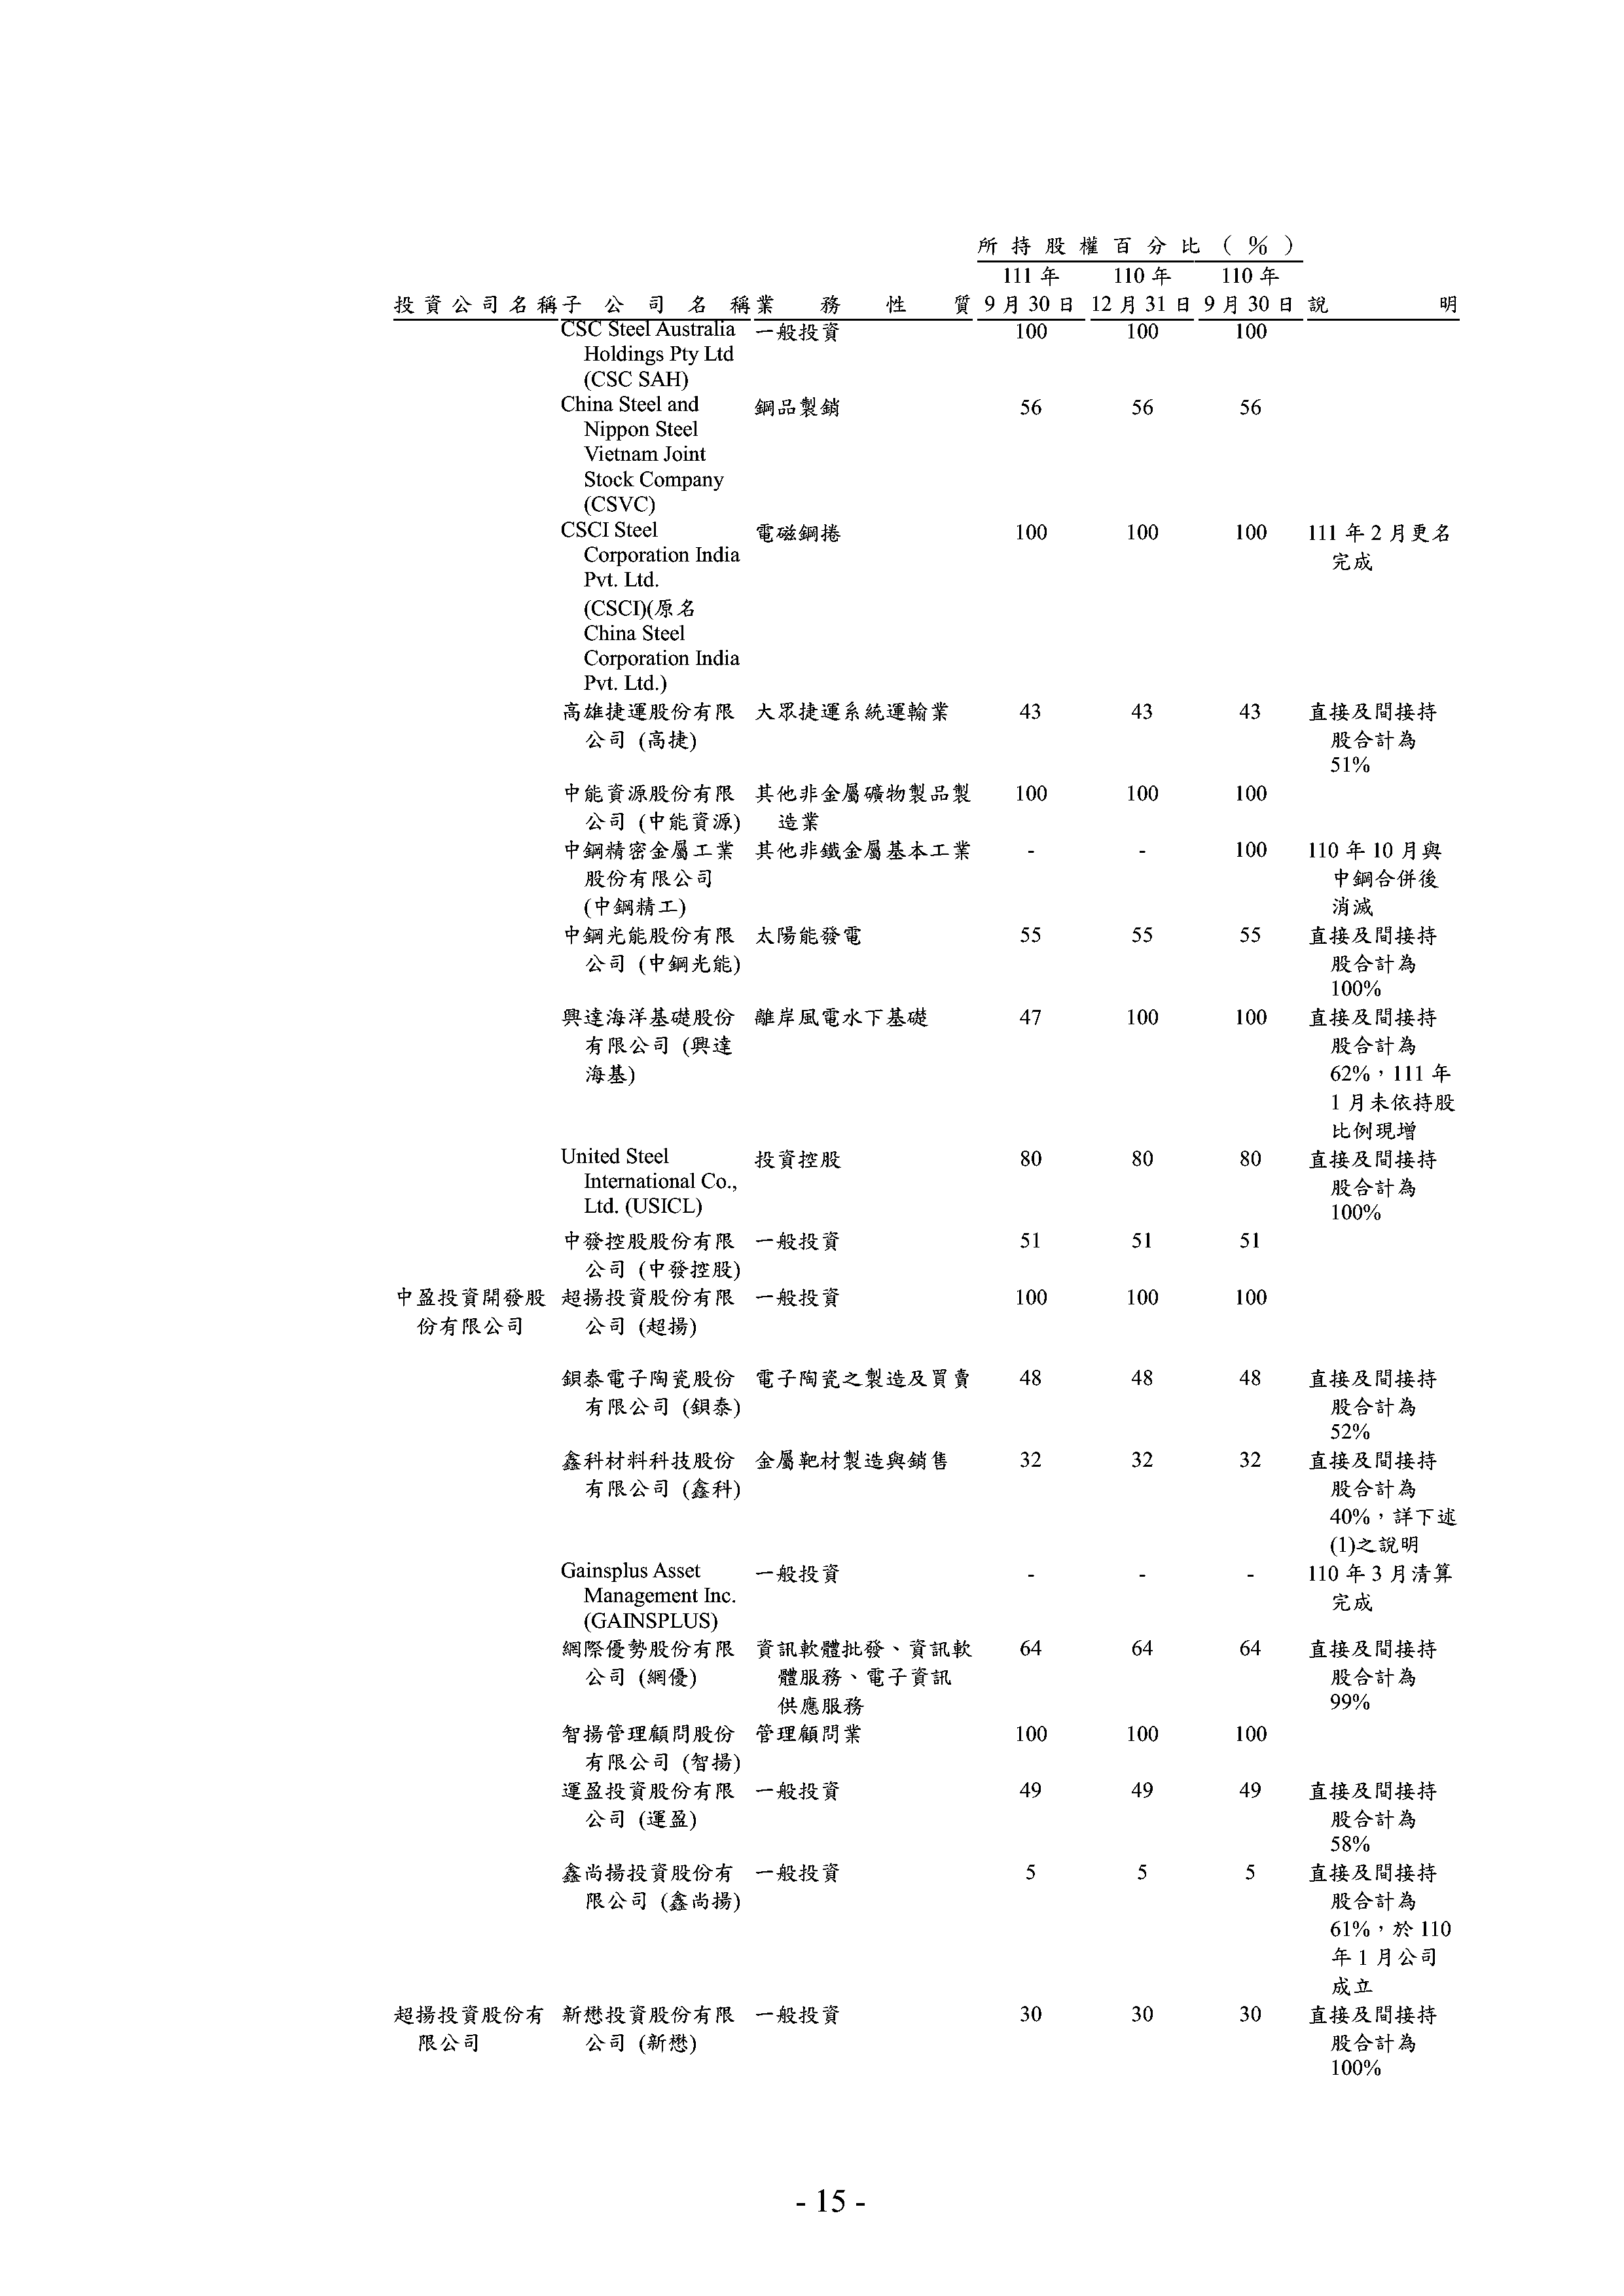 所持股權百分比（％）
111年 110年 110年
投資公司名稱 子公司名稱 業務性質 9月30日 12月31日 9月30日 說明
CSC Steel Australia 一般投資 100 100 100
Holdings Pty Ltd
(CSC SAH)
China Steel and 鋼品製銷 56 56 56
Nippon Steel
Vietnam Joint
Stock Company
(CSVC)
CSCI Steel 電磁鋼捲 100 100 100 111年2月更名
Corporation India 完成
Pvt. Ltd.
(CSCI)(原名
China Steel
Corporation India
Pvt. Ltd.)
高雄捷運股份有限 大眾捷運系統運輸業 43 43 43 直接及間接持
公司 (高捷) 股合計為
51%
中能資源股份有限 其他非金屬礦物製品製 100 100 100
公司 (中能資源) 造業
中鋼精密金屬工業 其他非鐵金屬基本工業 - - 100 110年10月與
股份有限公司 中鋼合併後
(中鋼精工) 消滅
中鋼光能股份有限 太陽能發電 55 55 55 直接及間接持
公司 (中鋼光能) 股合計為
100%
興達海洋基礎股份 離岸風電水下基礎 47 100 100 直接及間接持
有限公司 (興達 股合計為
海基) 62%，111年
1月未依持股
比例現增
United Steel 投資控股 80 80 80 直接及間接持
International Co., 股合計為
Ltd. (USICL) 100%
中發控股股份有限 一般投資 51 51 51
公司 (中發控股)
中盈投資開發股 超揚投資股份有限 一般投資 100 100 100
份有限公司 公司 (超揚)
鋇泰電子陶瓷股份 電子陶瓷之製造及買賣 48 48 48 直接及間接持
有限公司 (鋇泰) 股合計為
52%
鑫科材料科技股份 金屬靶材製造與銷售 32 32 32 直接及間接持
有限公司 (鑫科) 股合計為
40%，詳下述
(1)之說明
Gainsplus Asset 一般投資 - - - 110年3月清算
Management Inc. 完成
(GAINSPLUS)
網際優勢股份有限 資訊軟體批發、資訊軟 64 64 64 直接及間接持
公司 (網優) 體服務、電子資訊 股合計為
供應服務 99%
智揚管理顧問股份 管理顧問業 100 100 100
有限公司 (智揚)
運盈投資股份有限 一般投資 49 49 49 直接及間接持
公司 (運盈) 股合計為
58%
鑫尚揚投資股份有 一般投資 5 5 5 直接及間接持
限公司 (鑫尚揚) 股合計為
61%，於110
年1月公司
成立
超揚投資股份有 新懋投資股份有限 一般投資 30 30 30 直接及間接持
限公司 公司 (新懋) 股合計為
100%
- 15 -